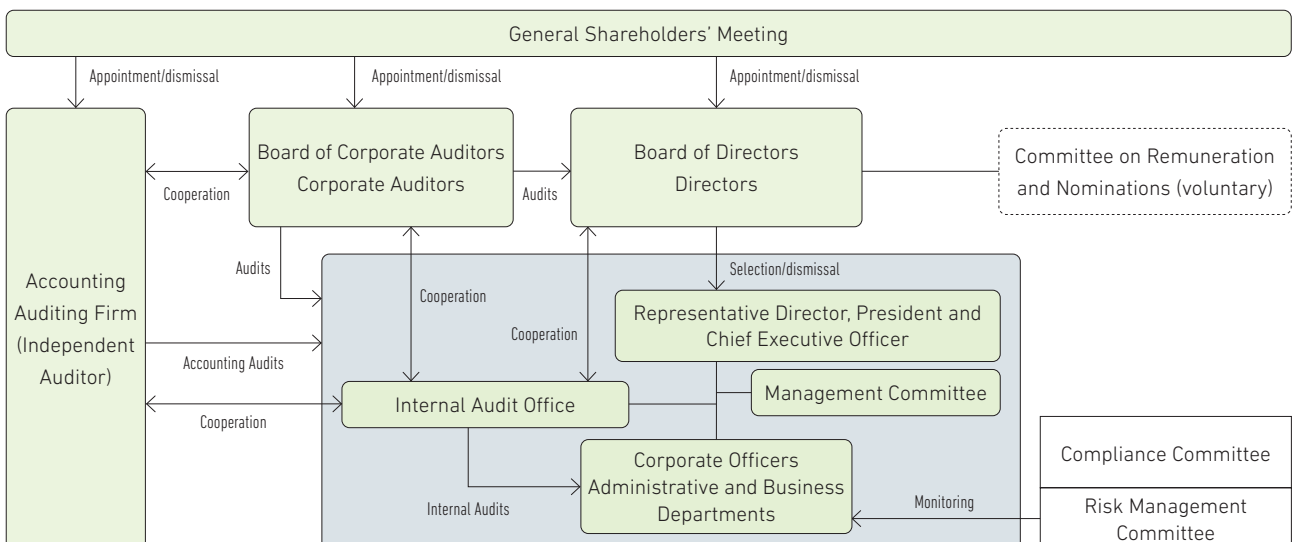 General Shareholders’ Meeting
Appointment/dismissal
Appointment/dismissal
Appointment/dismissal
Board of Corporate Auditors
Corporate Auditors
Board of Directors
Directors
Committee on Remuneration
and Nominations (voluntary)
Cooperation
Audits
Accounting
Auditing Firm
(Independent
Auditor)
Audits
Cooperation
Cooperation
Selection/dismissal
Representative Director, President and
Chief Executive Officer
Accounting Audits
Management Committee
Internal Audit Office
Cooperation
Corporate Officers
Administrative and Business
Departments
Internal Audits
Monitoring
Compliance Committee
Risk Management
Committee